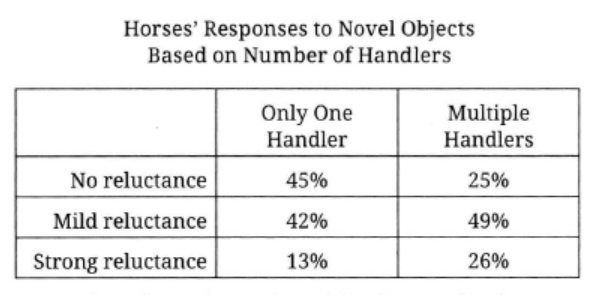 Horses’ Responses to Novel Objects
Based on Number of Handlers
Only One Handler Multiple Handlers
No reluctance 45% 25%
Mild reluctance 42% 49%
Strong reluctance 13% 26%